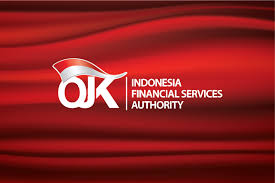 OJK
INDONESIA
FINANCIAL SERVICES
AUTHORITY